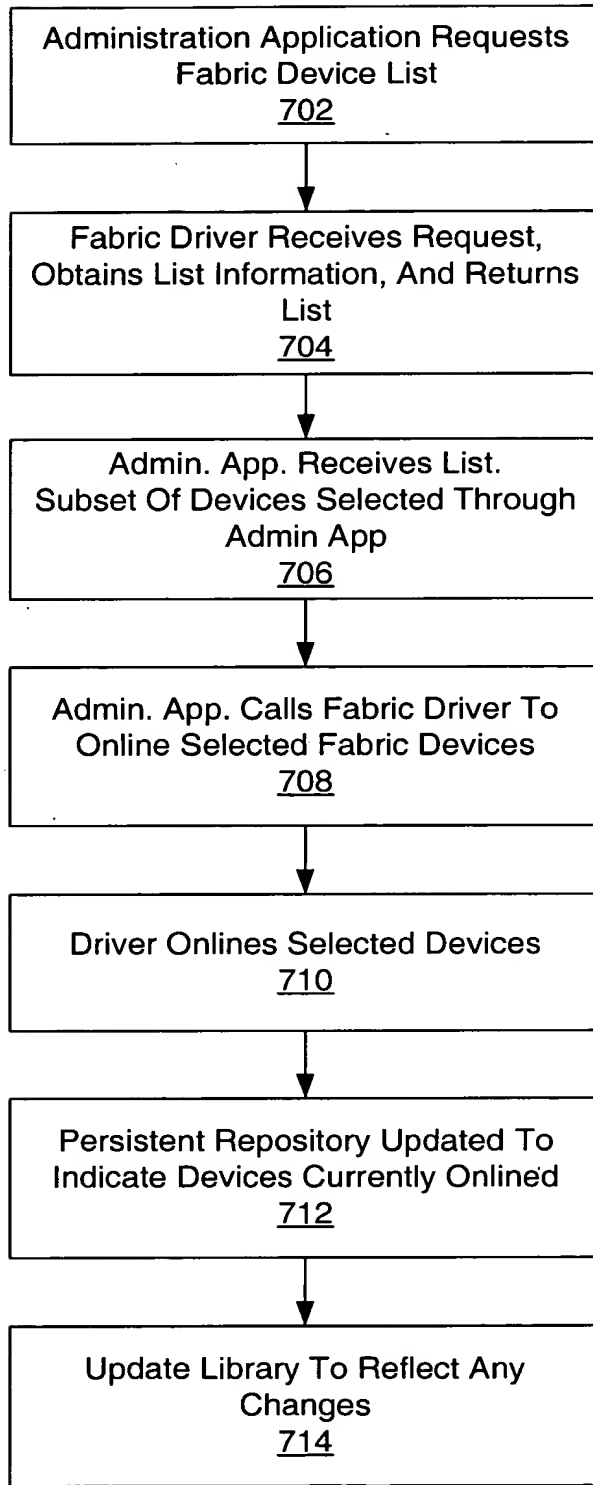 Administration Application Requests
Fabric Device List
702
Fabric Driver Receives Request,
Obtains List Information, And Returns
List
704
Admin. App. Receives List.
Subset Of Devices Selected Through
Admin App
706
Admin. App. Calls Fabric Driver To
Online Selected Fabric Devices
708
Driver Onlines Selected Devices
710
Persistent Repository Updated To
Indicate Devices Currently Onlined
712
Update Library To Reflect Any
Changes
714